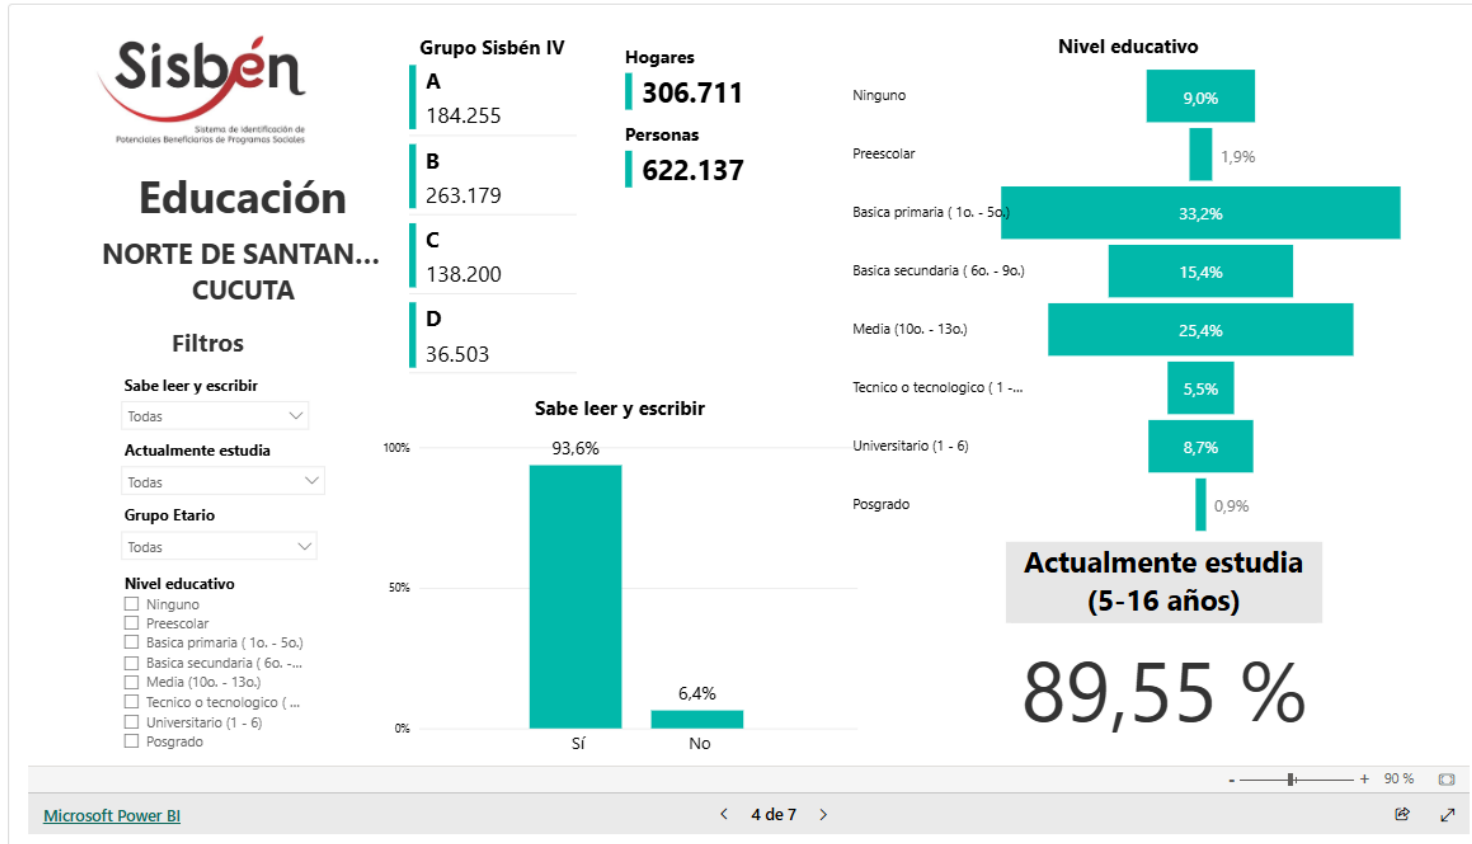 Sisbén
Sistema de Identificación de
Potenciales Beneficiarios de Programas Sociales
Educación
NORTE DE SANTAN...
CUCUTA
Filtros
Sabe leer y escribir
Todas
Actualmente estudia
Todas
Grupo Etario
Todas
Nivel educativo
Ninguno
Preescolar
Basica primaria ( 1o. - 5o.)
Basica secundaria ( 6o. -...
Media (10o. - 13o.)
Tecnico o tecnologico ( ...
Universitario (1 - 6)
Posgrado
Grupo Sisbén IV
A
184.255
B
263.179
C
138.200
D
36.503
Hogares
306.711
Personas
622.137
Sabe leer y escribir
100%
93,6%
50%
6,4%
0%
Sí No
Nivel educativo
Ninguno 9,0%
Preescolar 1,9%
Basica primaria ( 1o. - 5o.) 33,2%
Basica secundaria ( 6o. - 9o.) 15,4%
Media (10o. - 13o.) 25,4%
Tecnico o tecnologico ( 1 -... 5,5%
Universitario (1 - 6) 8,7%
Posgrado 0,9%
Actualmente estudia
(5-16 años)
89,55 %
- + 90 %
Microsoft Power BI
< 4 de 7 >